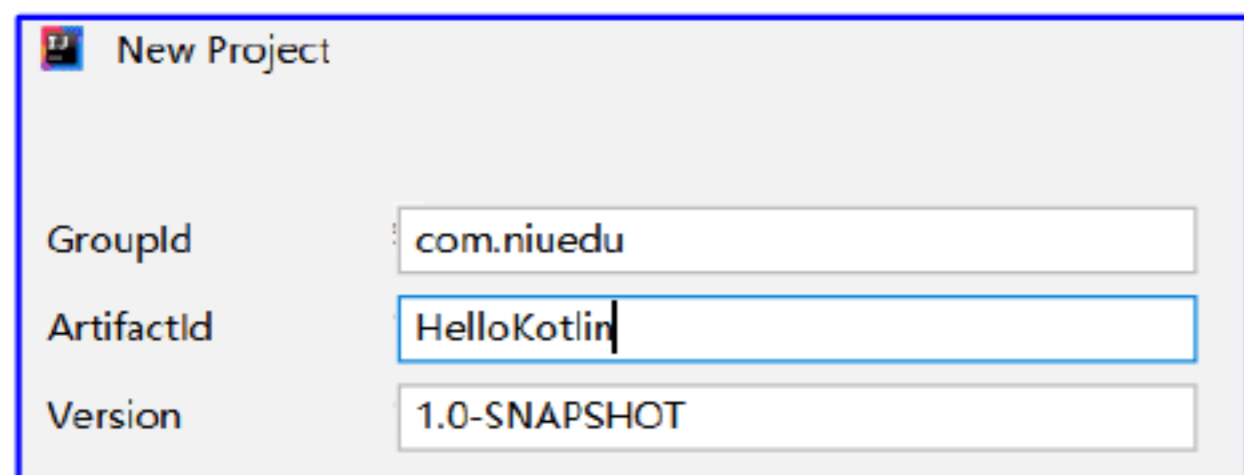 New Project
GroupId com.niuedu
ArtifactId HelloKotlin
Version 1.0-SNAPSHOT